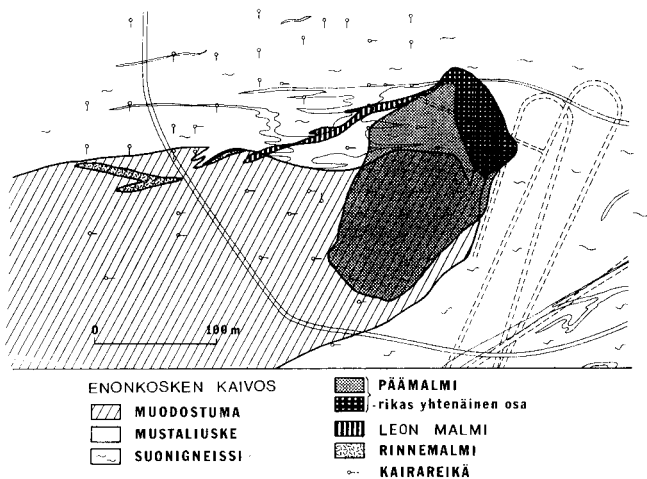 0 100 m
ENONKOSKEN KAIVOS
MUODOSTUMA
MUSTALIUSKE
SUONIGNEISSI
PÄÄMALMI
-rikas yhtenäinen osa
LEON MALMI
RINNEMALMI
KAIRAREIKÄ